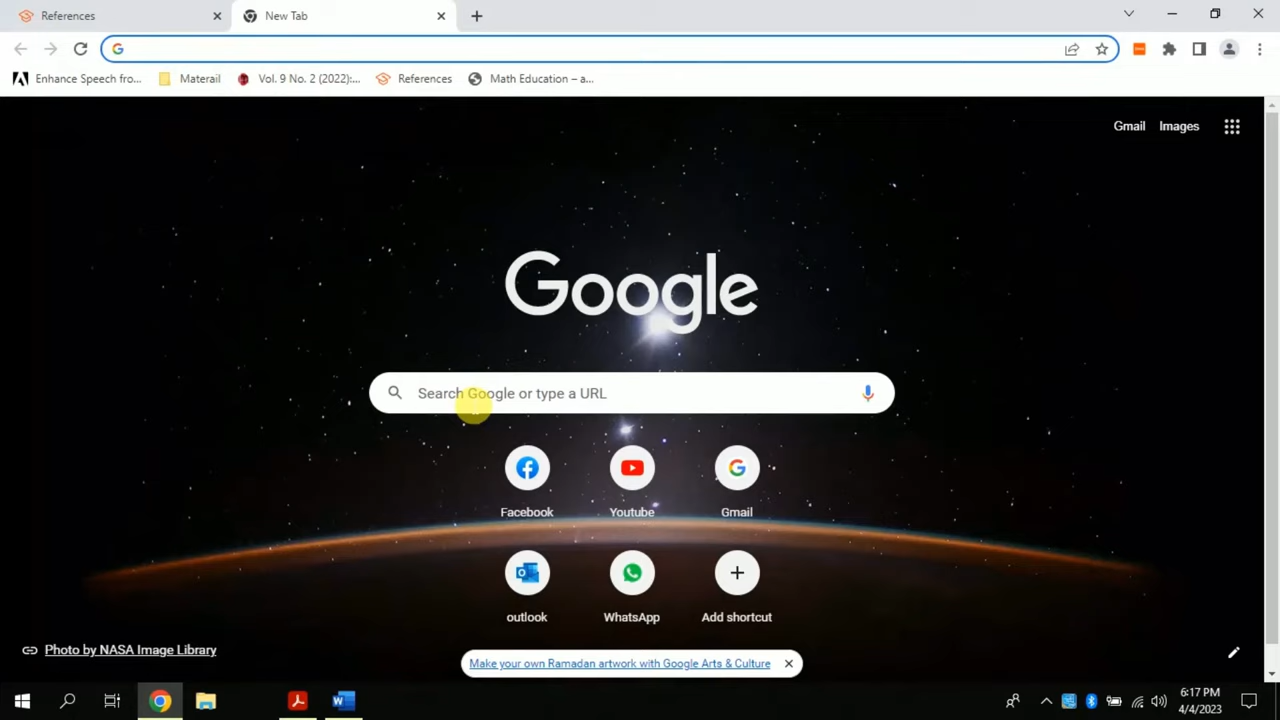 References
New Tab
Enhance Speech fro...
Materail
Vol. 9 No. 2 (2022):...
References
Math Education – a...
Gmail
Images
Google
Search Google or type a URL
Facebook
Youtube
Gmail
outlook
WhatsApp
Add shortcut
Photo by NASA Image Library
Make your own Ramadan artwork with Google Arts & Culture
6:17 PM
4/4/2023